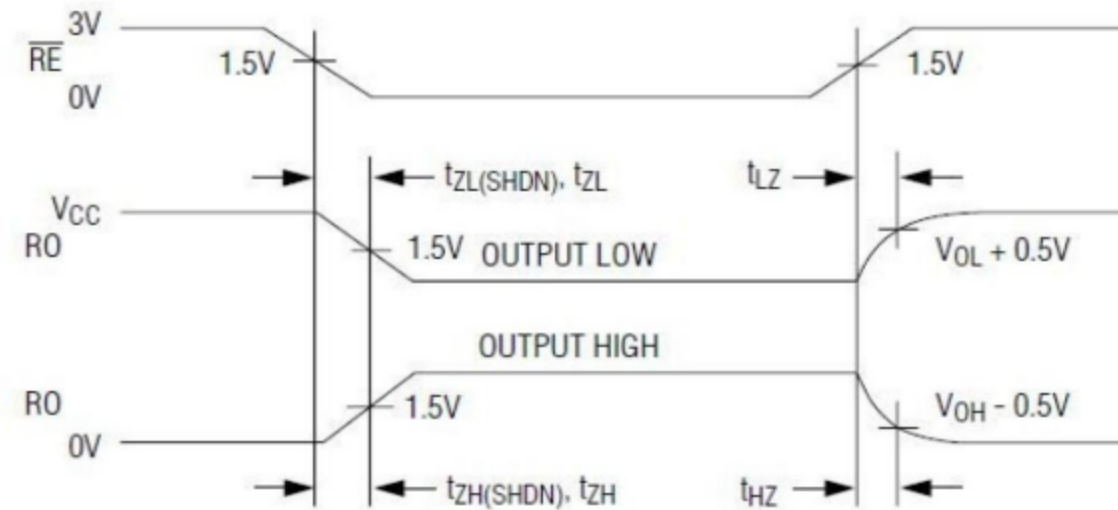 3V
R̅E̅ 1.5V 1.5V
0V
tZL(SHDN), tZL tLZ
VCC
RO 1.5V OUTPUT LOW VOL + 0.5V
OUTPUT HIGH
RO 1.5V VOH - 0.5V
0V
tZH(SHDN), tZH tHZ